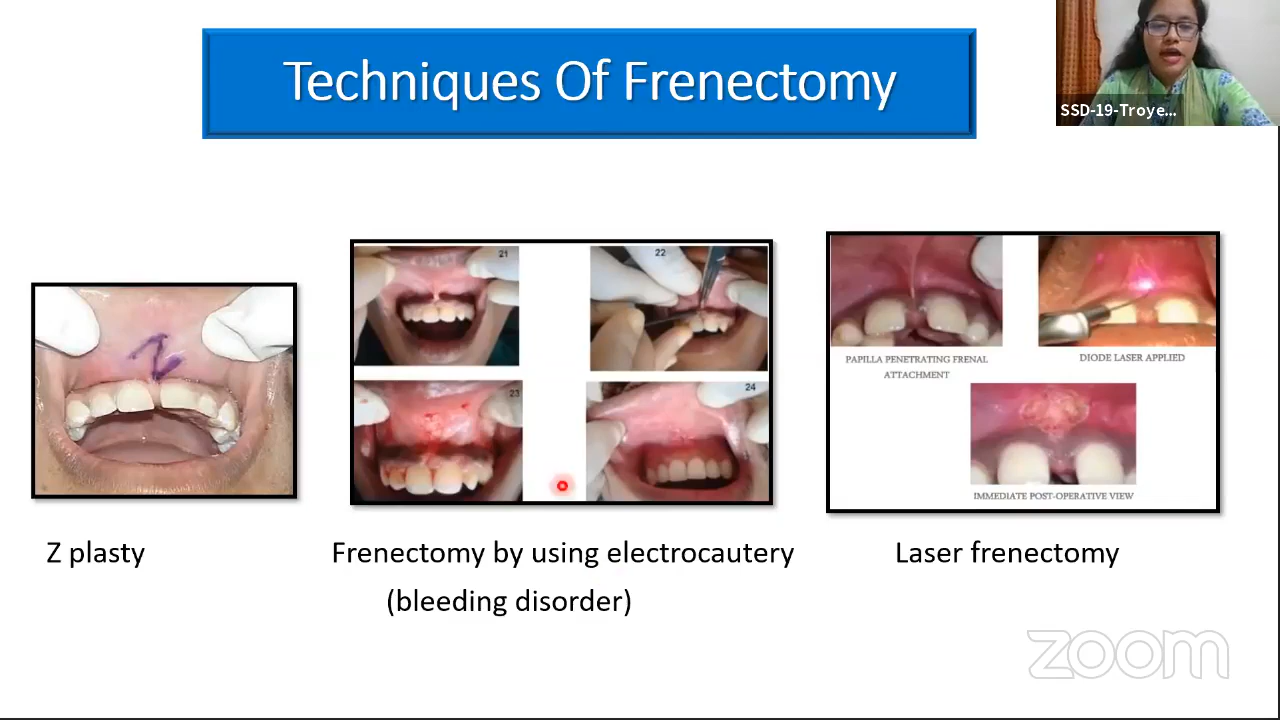 Techniques Of Frenectomy
SSD-19-Troye...
Z
21
22
23
24
PAPILLA PENETRATING FRENAL
ATTACHMENT
DIODE LASER APPLIED
IMMEDIATE POST-OPERATIVE VIEW
Z plasty
Frenectomy by using electrocautery
(bleeding disorder)
Laser frenectomy
zoom